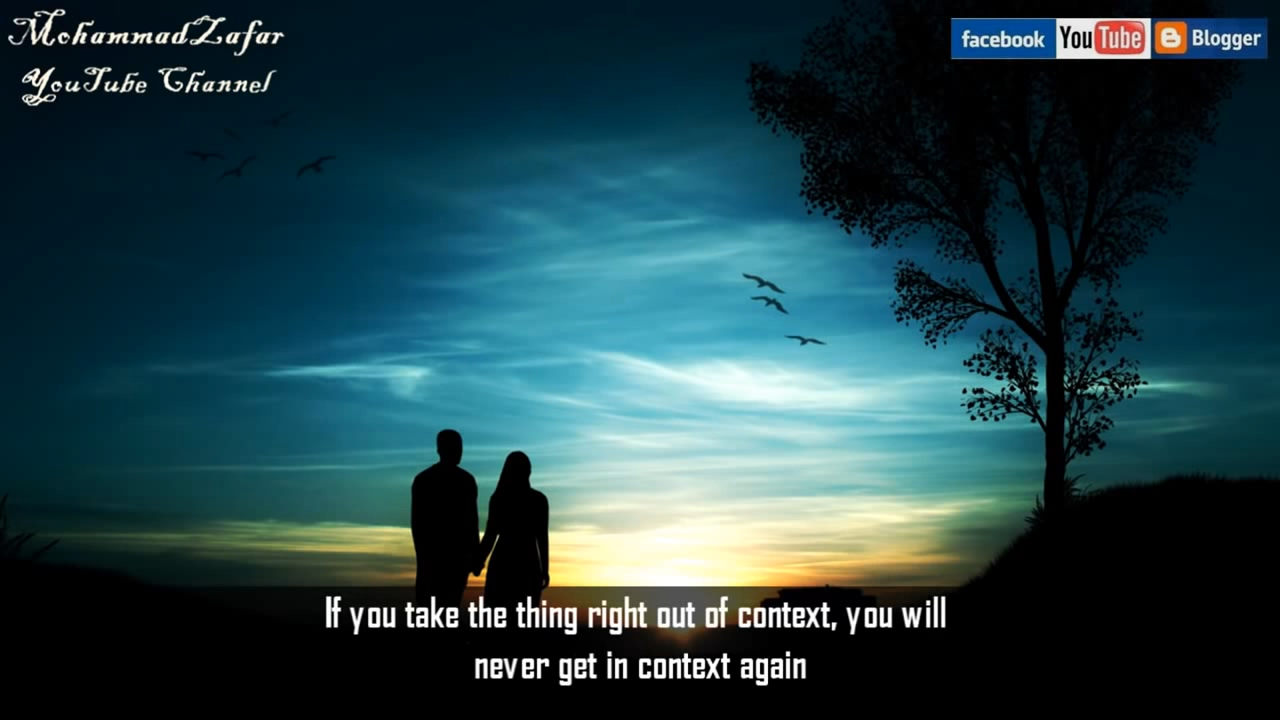 MohammadZafar
YouTube Channel
facebook YouTube Blogger
If you take the thing right out of context, you will
never get in context again